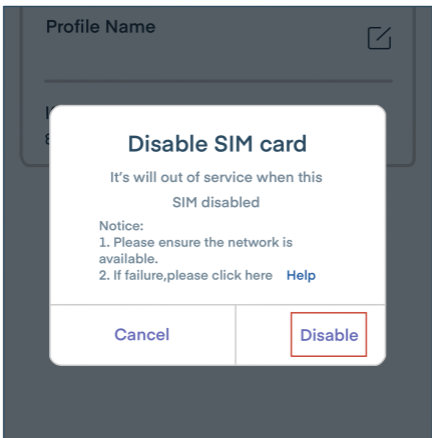 Profile Name
Disable SIM card
It's will out of service when this
SIM disabled
Notice:
1. Please ensure the network is
available.
2. If failure,please click here Help
Cancel
Disable